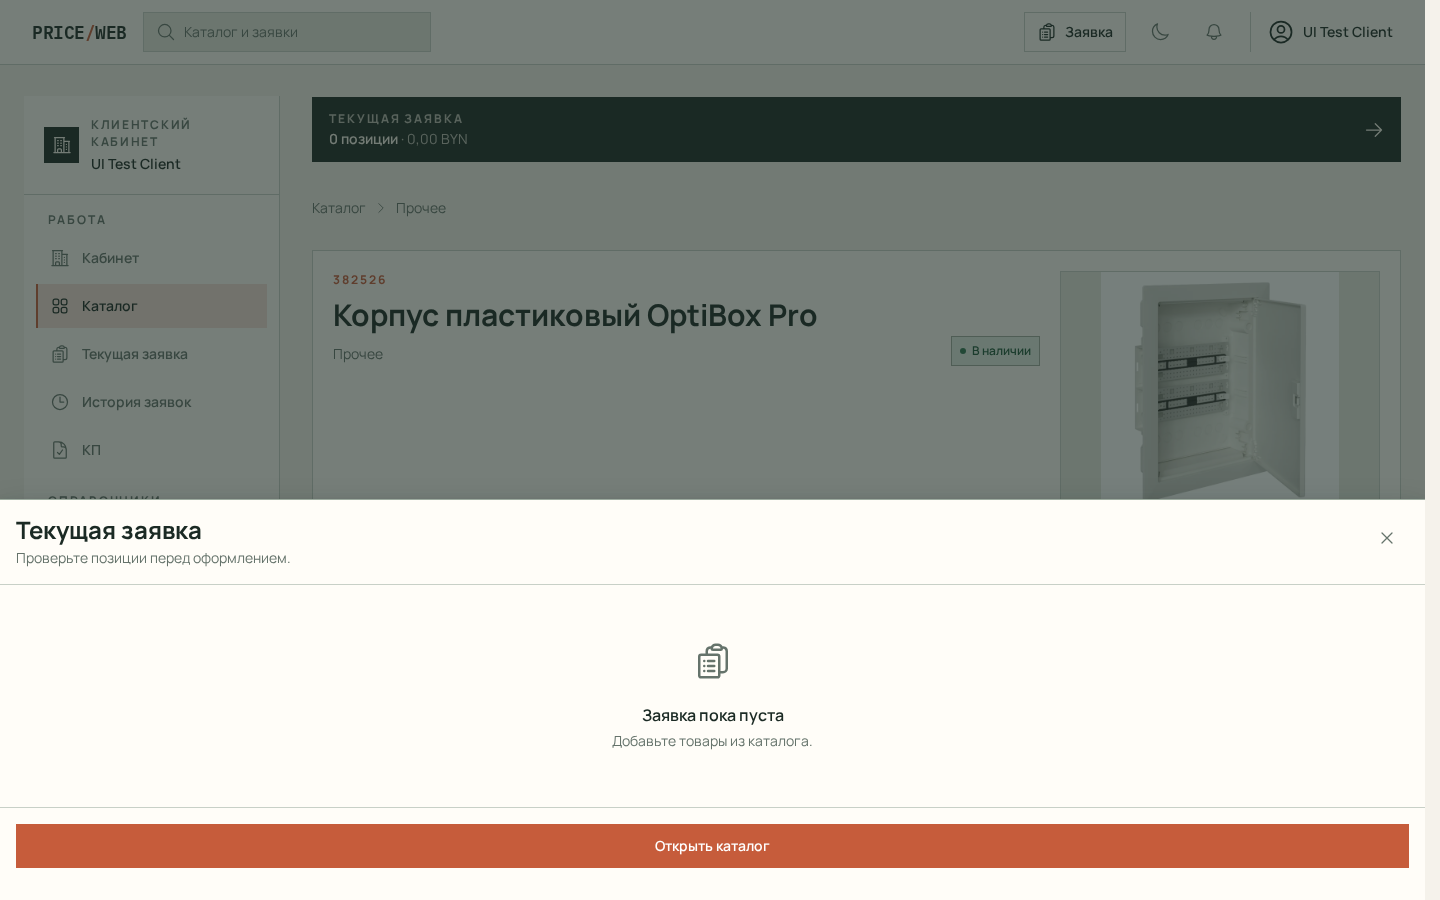 PRICE/WEB
Каталог и заявки
Заявка
UI Test Client
КЛИЕНТСКИЙ
КАБИНЕТ
UI Test Client
РАБОТА
Кабинет
Каталог
Текущая заявка
История заявок
КП
ТЕКУЩАЯ ЗАЯВКА
0 позиции · 0,00 BYN
Каталог
Прочее
382526
Корпус пластиковый OptiBox Pro
Прочее
В наличии
Текущая заявка
Проверьте позиции перед оформлением.
Заявка пока пуста
Добавьте товары из каталога.
Открыть каталог